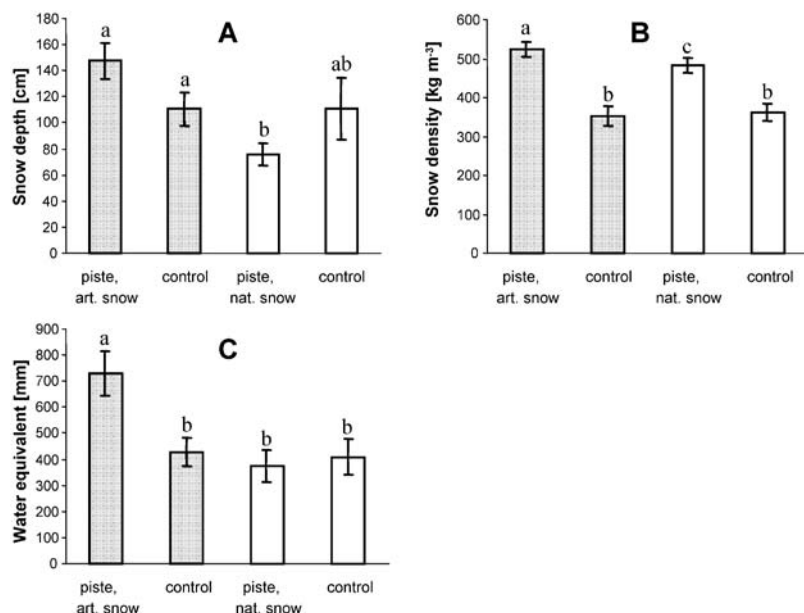 A
Snow depth [cm]
160
140
120
100
80
60
40
20
0
a
a
b
ab
piste, control piste, control
art. snow nat. snow
B
Snow density [kg m-3]
600
500
400
300
200
100
0
a
b
c
b
piste, control piste, control
art. snow nat. snow
C
Water equivalent [mm]
900
800
700
600
500
400
300
200
100
0
a
b
b
b
piste, control piste, control
art. snow nat. snow